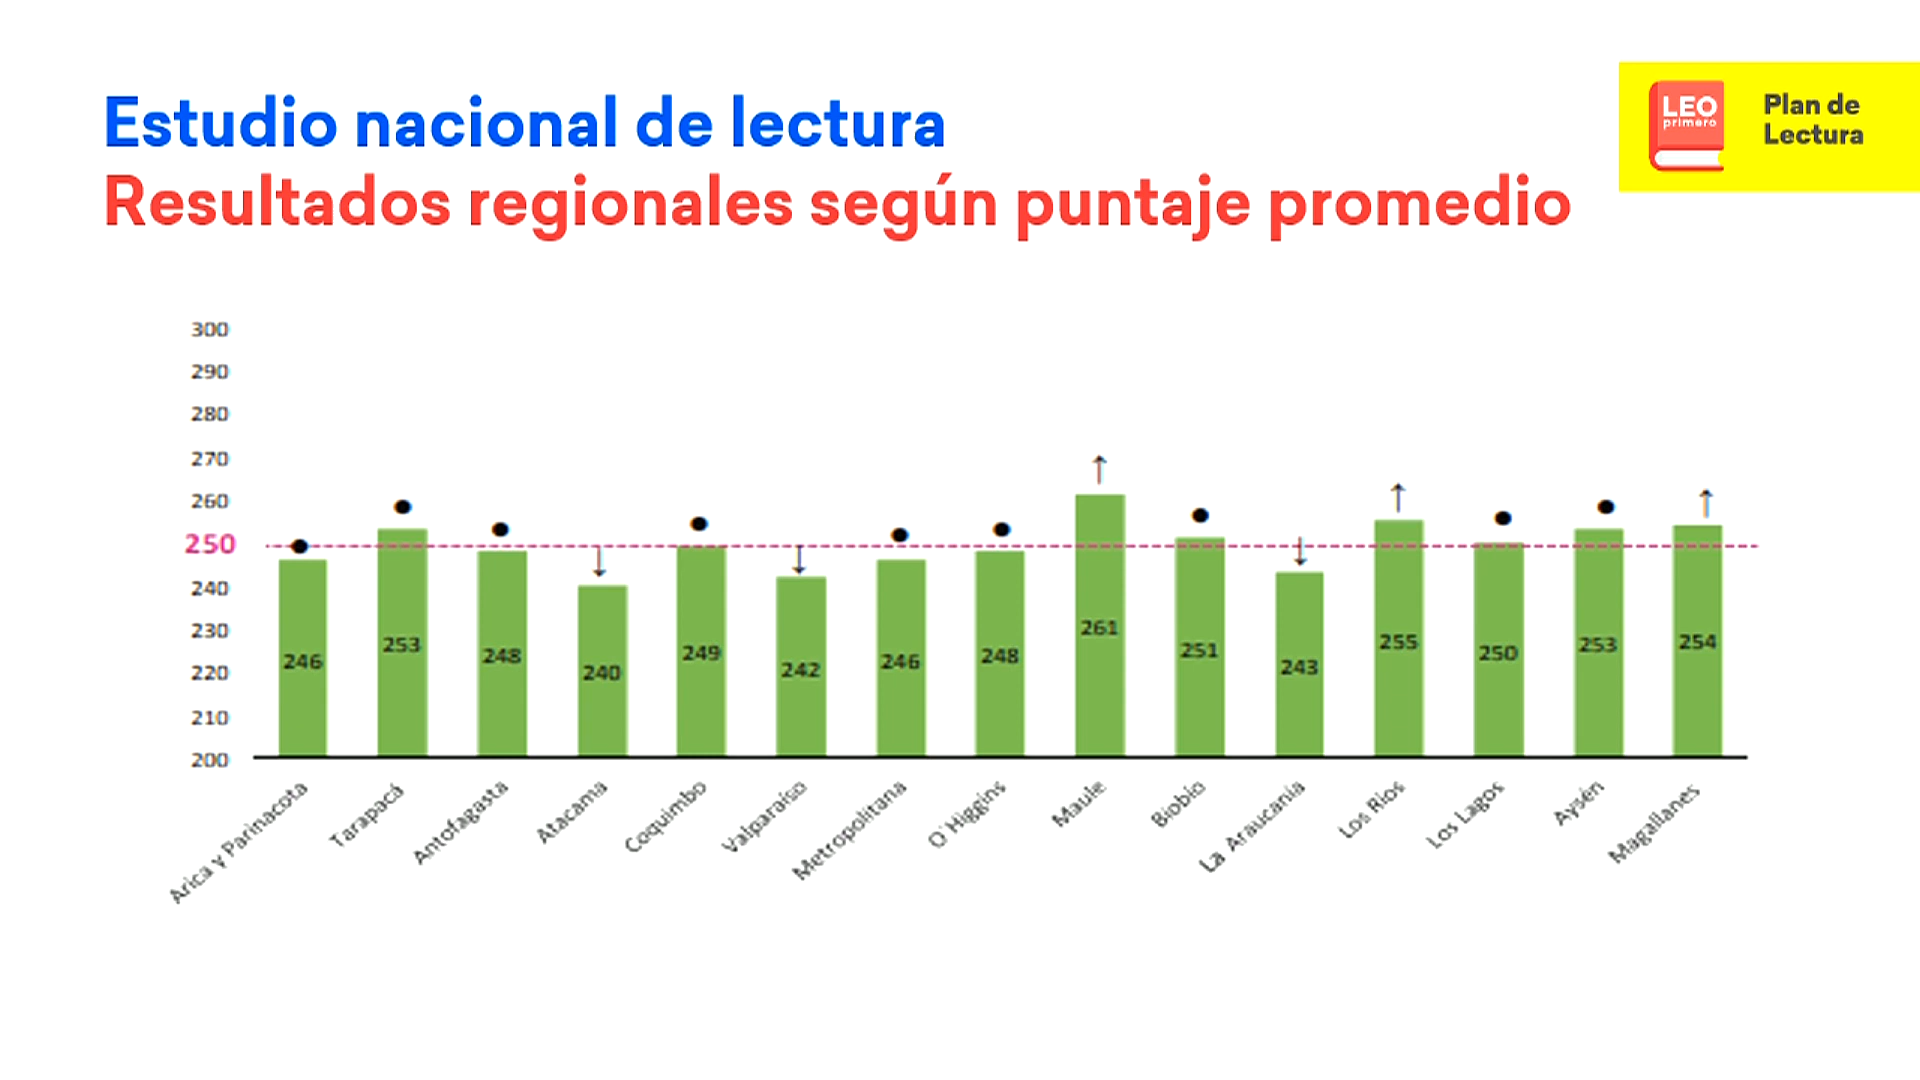 Estudio nacional de lectura
Resultados regionales según puntaje promedio
LEO
primero
Plan de
Lectura
300
290
280
270
260
250
240
230
220
210
200
246
253
248
240
249
242
246
248
261
251
243
255
250
253
254
Arica y Parinacota
Tarapacá
Antofagasta
Atacama
Coquimbo
Valparaíso
Metropolitana
O´Higgins
Maule
Biobío
La Araucanía
Los Ríos
Los Lagos
Aysén
Magallanes